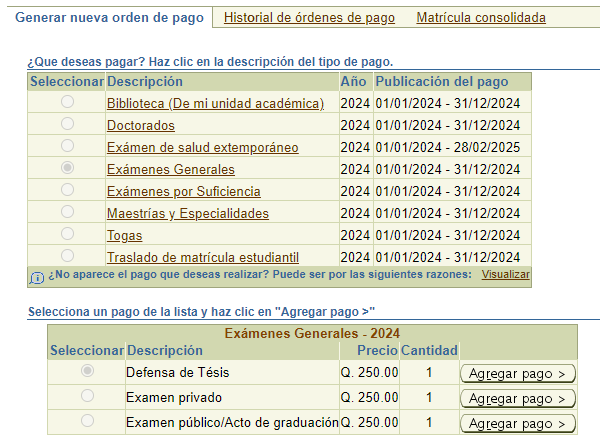 Generar nueva orden de pago Historial de órdenes de pago Matrícula consolidada
¿Que deseas pagar? Haz clic en la descripción del tipo de pago.
Seleccionar Descripción Año Publicación del pago
Biblioteca (De mi unidad académica) 2024 01/01/2024 - 31/12/2024
Doctorados 2024 01/01/2024 - 31/12/2024
Exámen de salud extemporáneo 2024 01/01/2024 - 28/02/2025
Exámenes Generales 2024 01/01/2024 - 31/12/2024
Exámenes por Suficiencia 2024 01/01/2024 - 31/12/2024
Maestrías y Especialidades 2024 01/01/2024 - 31/12/2024
Togas 2024 01/01/2024 - 31/12/2024
Traslado de matrícula estudiantil 2024 01/01/2024 - 31/12/2024
¿No aparece el pago que deseas realizar? Puede ser por las siguientes razones: Visualizar
Selecciona un pago de la lista y haz clic en "Agregar pago >"
Exámenes Generales - 2024
Seleccionar Descripción Precio Cantidad
Defensa de Tésis Q. 250.00 1 Agregar pago >
Examen privado Q. 250.00 1 Agregar pago >
Examen público/Acto de graduación Q. 250.00 1 Agregar pago >